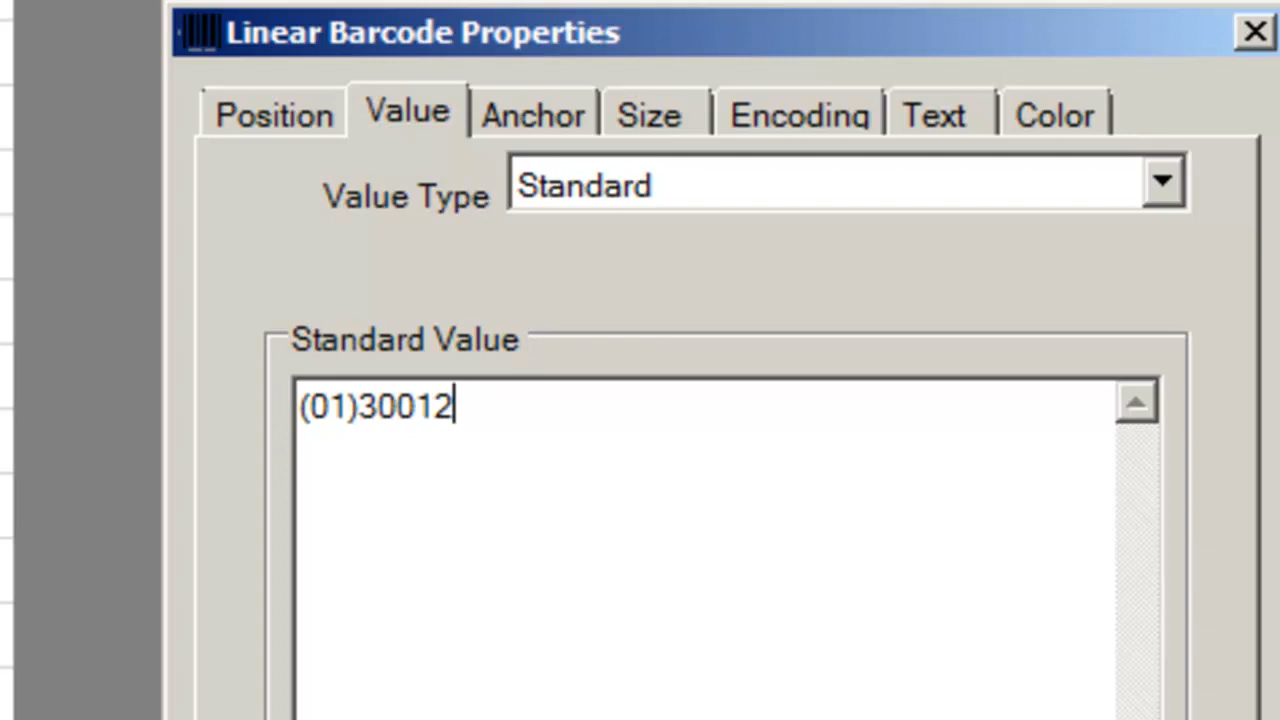 Linear Barcode Properties
Position Value Anchor Size Encoding Text Color
Value Type Standard
Standard Value
(01)30012